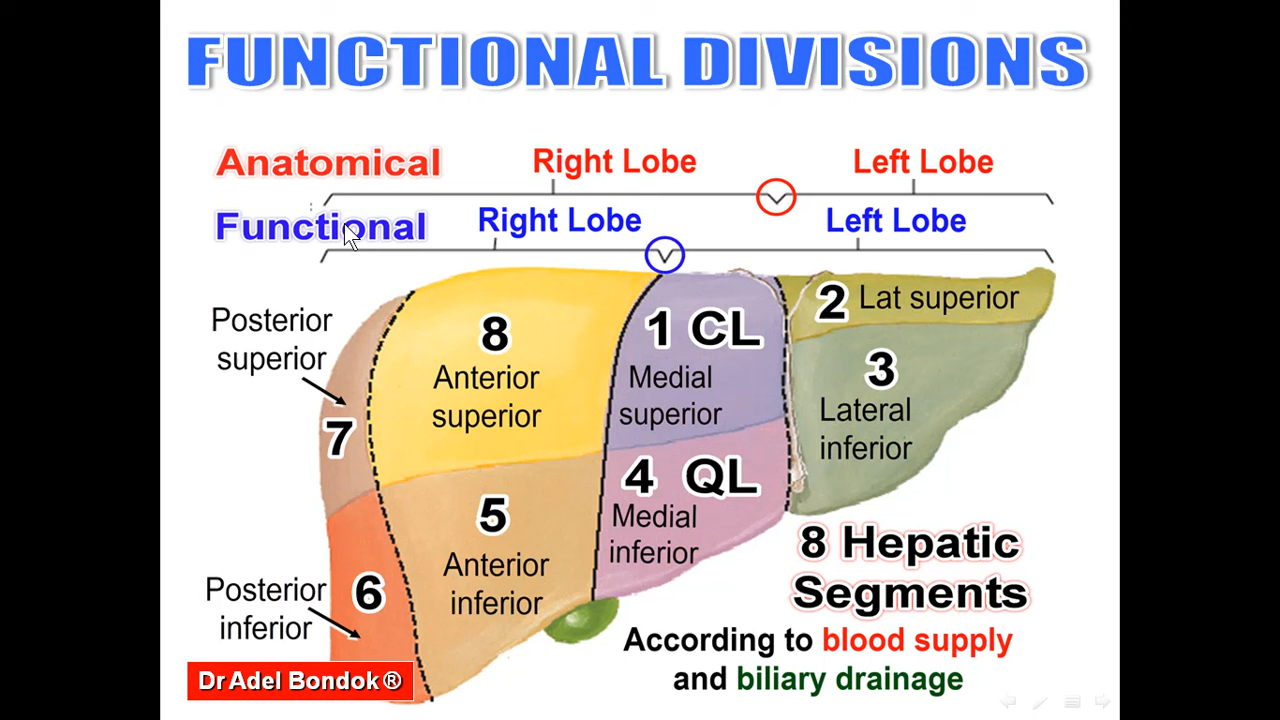 FUNCTIONAL DIVISIONS
Anatomical
Right Lobe
Left Lobe
Functional
Right Lobe
Left Lobe
Posterior
superior
7
8
Anterior
superior
1 CL
Medial
superior
2 Lat superior
3
Lateral
inferior
4 QL
Medial
inferior
5
Anterior
inferior
6
Posterior
inferior
8 Hepatic
Segments
According to blood supply
and biliary drainage
Dr Adel Bondok ®